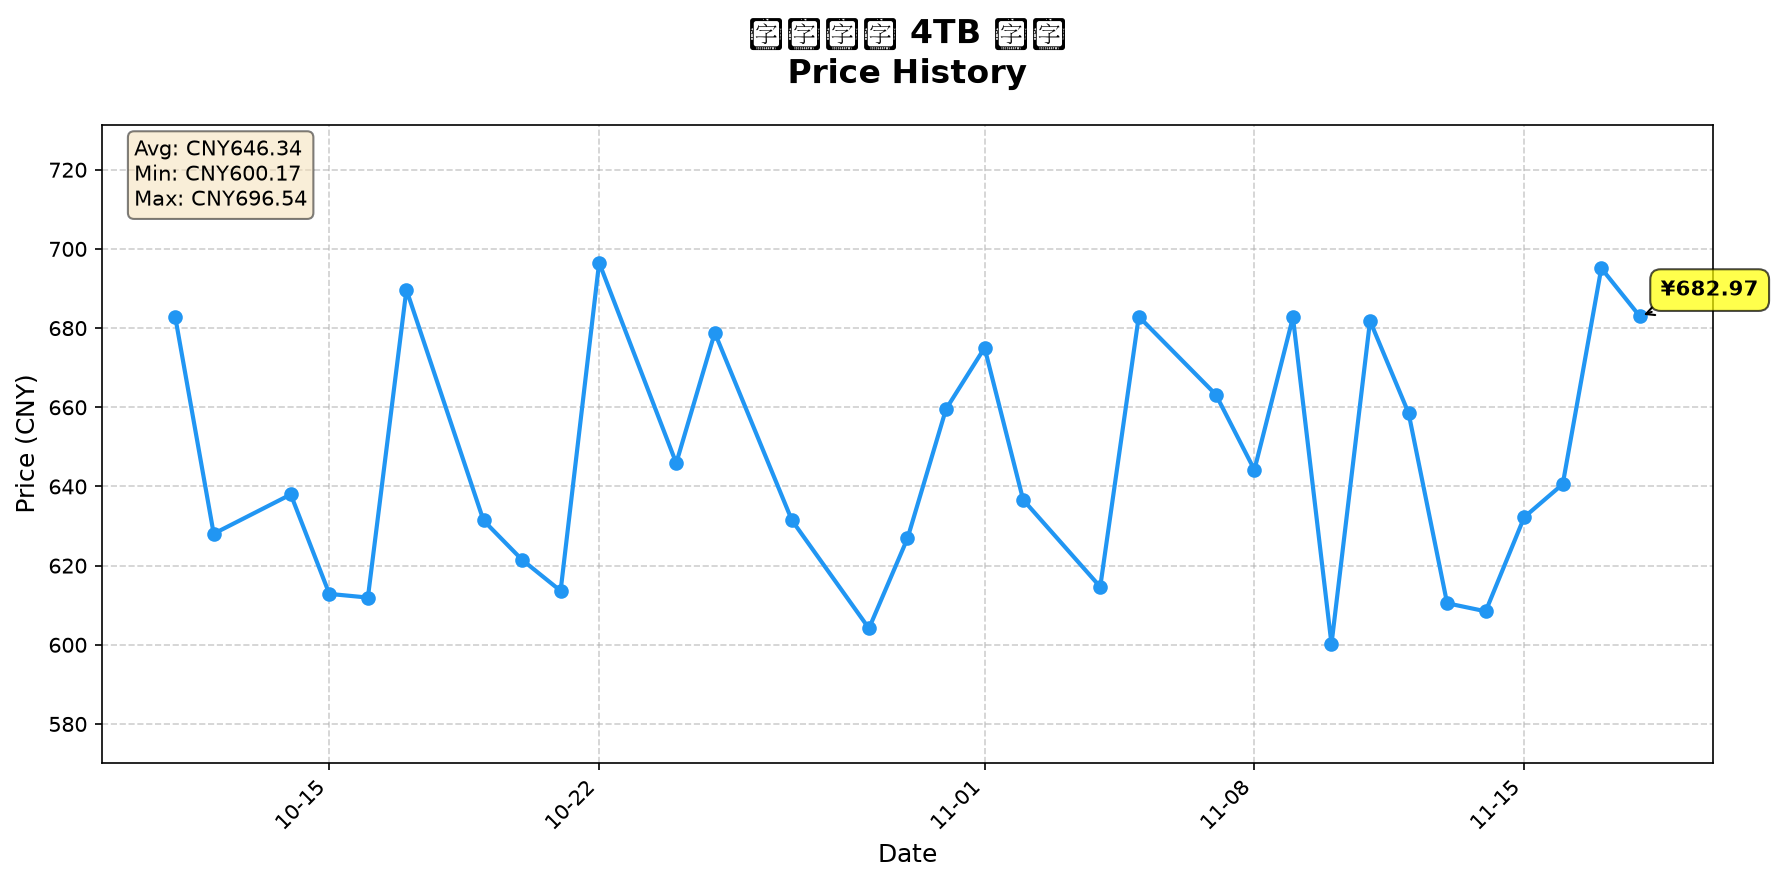 4TB
Price History
Avg: CNY646.34
Min: CNY600.17
Max: CNY696.54
¥682.97
Price (CNY)
720
700
680
660
640
620
600
580
10-15
10-22
11-01
11-08
11-15
Date